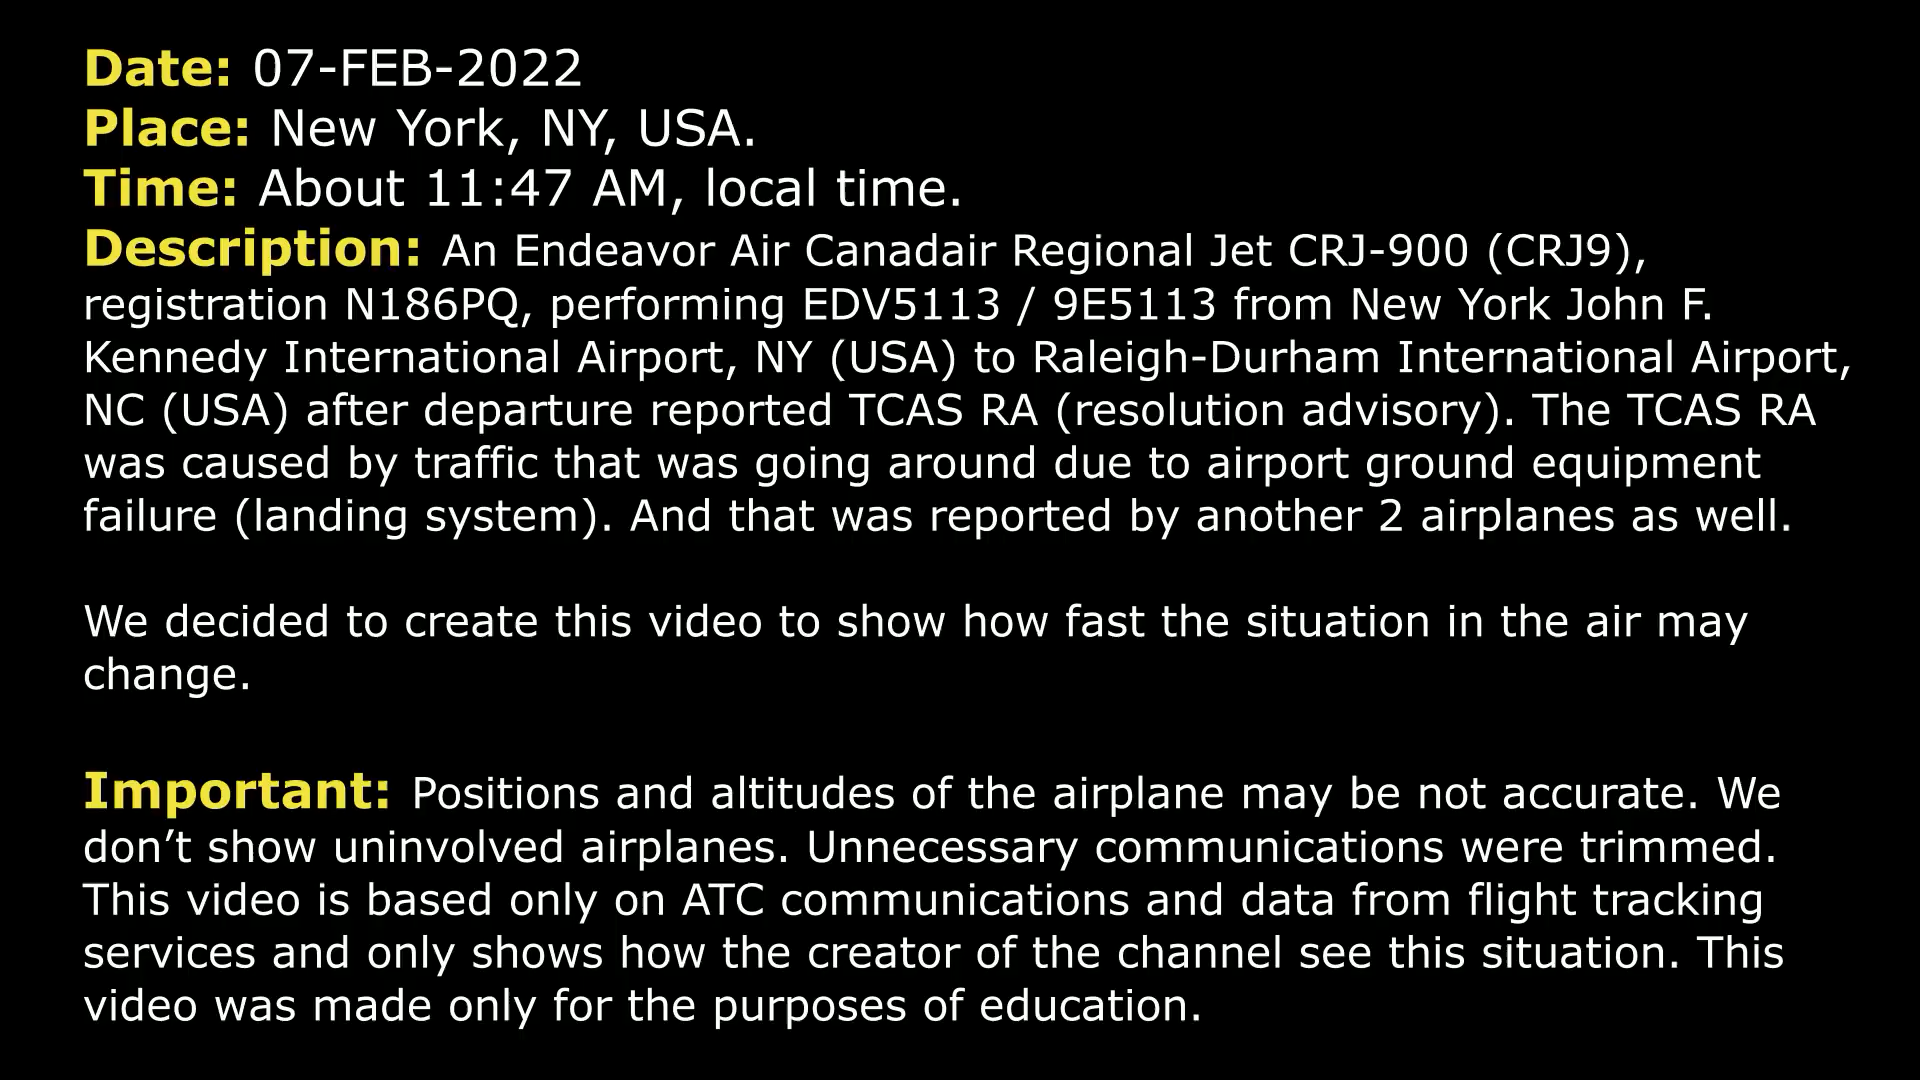 Date: 07-FEB-2022
Place: New York, NY, USA.
Time: About 11:47 AM, local time.
Description: An Endeavor Air Canadair Regional Jet CRJ-900 (CRJ9),
registration N186PQ, performing EDV5113 / 9E5113 from New York John F.
Kennedy International Airport, NY (USA) to Raleigh-Durham International Airport,
NC (USA) after departure reported TCAS RA (resolution advisory). The TCAS RA
was caused by traffic that was going around due to airport ground equipment
failure (landing system). And that was reported by another 2 airplanes as well.
We decided to create this video to show how fast the situation in the air may
change.
Important: Positions and altitudes of the airplane may be not accurate. We
don’t show uninvolved airplanes. Unnecessary communications were trimmed.
This video is based only on ATC communications and data from flight tracking
services and only shows how the creator of the channel see this situation. This
video was made only for the purposes of education.